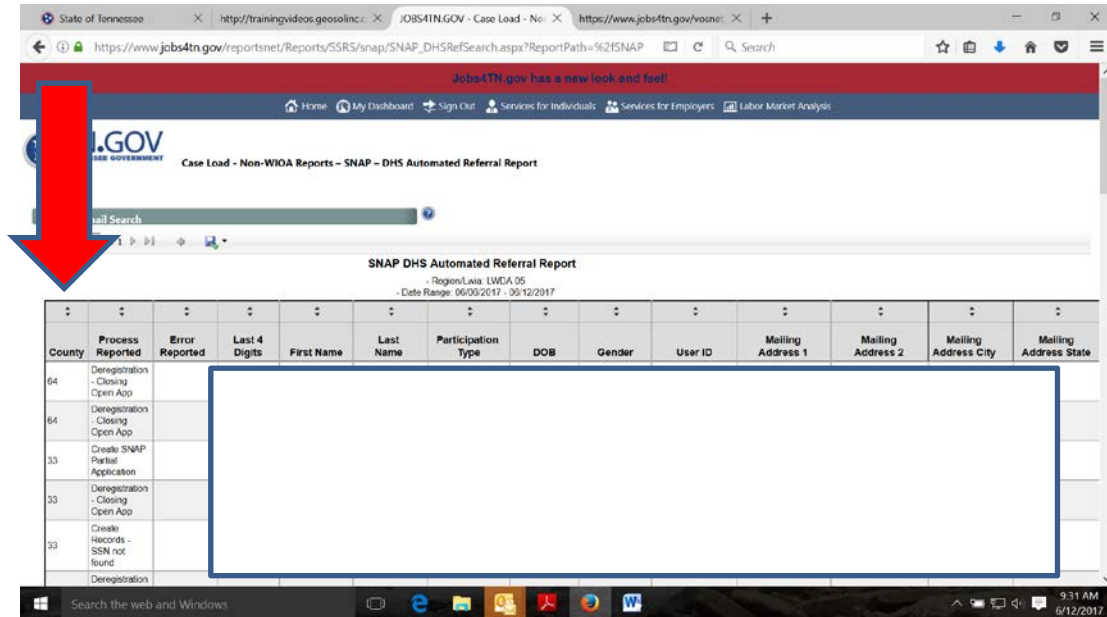 State of Tennessee
http://trainingvideos.geosolinc.c
JOBS4TN.GOV - Case Load - Nor
https://www.jobs4tn.gov/vosnet
https://www.jobs4tn.gov/reportsnet/Reports/SSRS/snap/SNAP_DHSRefSearch.aspx?ReportPath=%2fSNAP
Search
Jobs4TN.gov has a new look and feel!
Home My Dashboard Sign Out Services for Individuals Services for Employers Labor Market Analysis
N.GOV
SSEE GOVERNMENT
Case Load - Non-WIOA Reports – SNAP – DHS Automated Referral Report
ail Search
1
SNAP DHS Automated Referral Report
- Region/Lwia: LWDA 05
- Date Range: 06/06/2017 - 06/12/2017
County Process Reported Error Reported Last 4 Digits First Name Last Name Participation Type DOB Gender User ID Mailing Address 1 Mailing Address 2 Mailing Address City Mailing Address State
64 Deregistration - Closing Open App
64 Deregistration - Closing Open App
33 Create SNAP Partial Application
33 Deregistration - Closing Open App
33 Create Records - SSN not found
Deregistration
Search the web and Windows
9:31 AM
6/12/2017